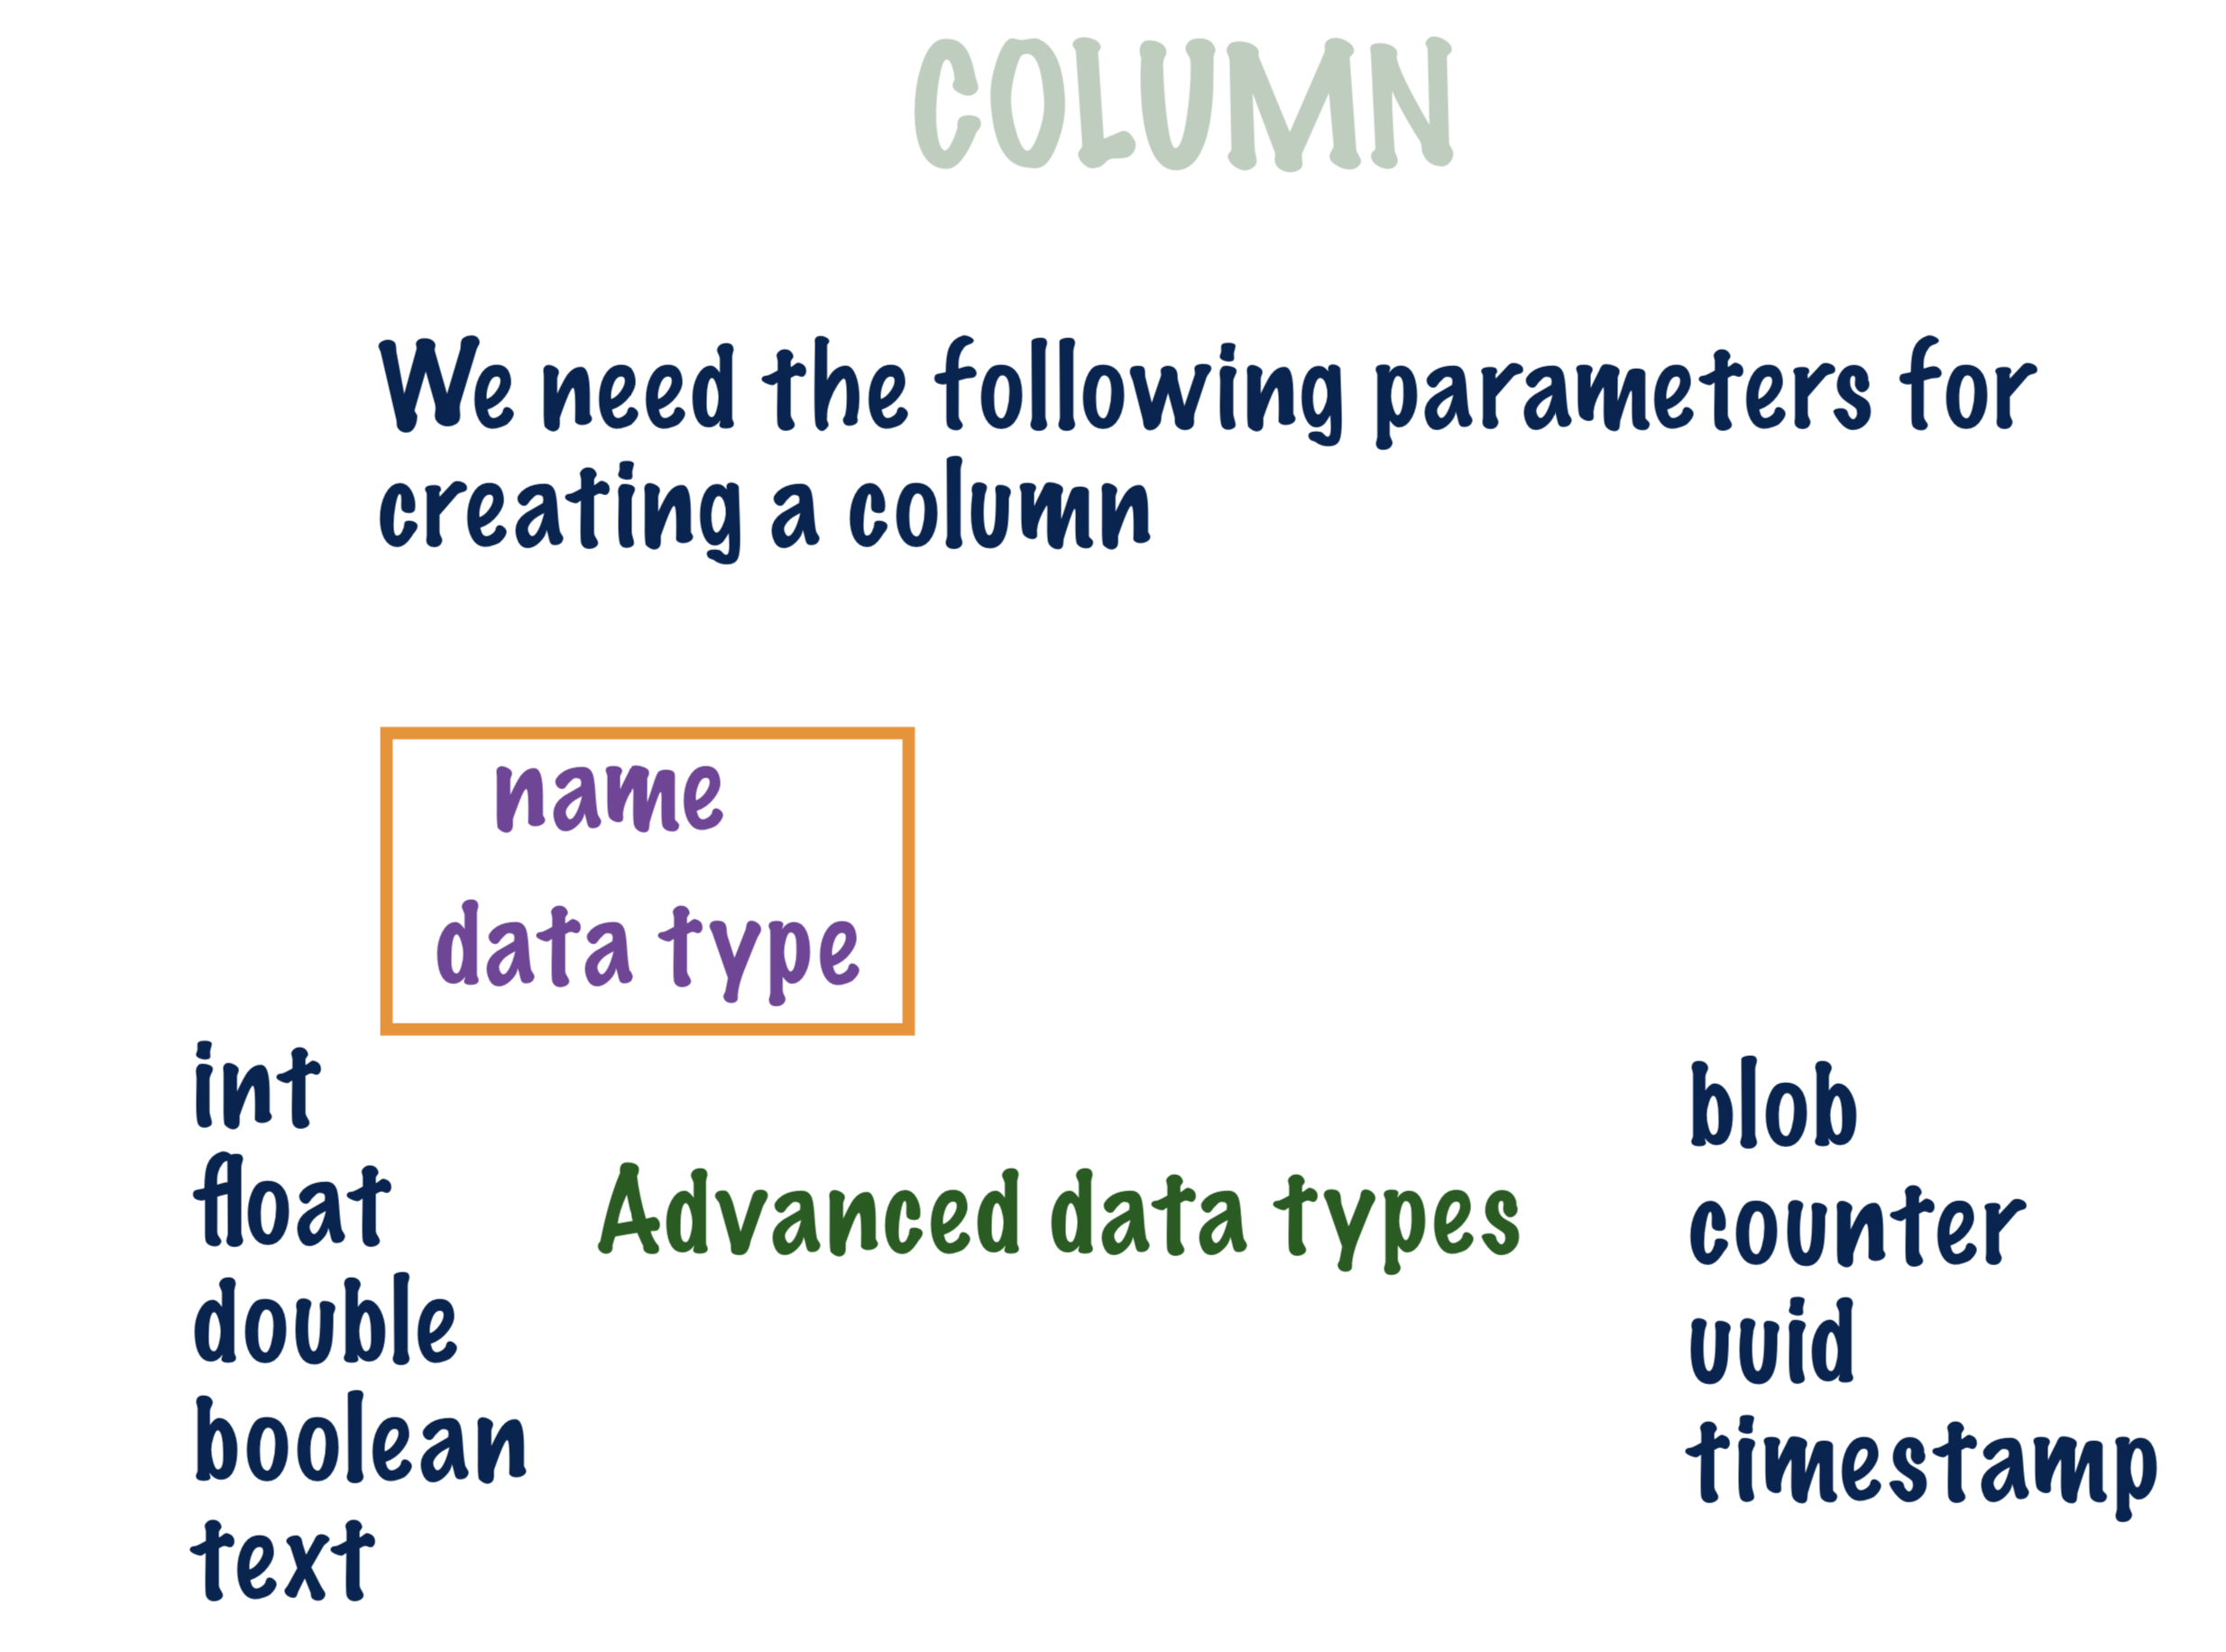 COLUMN
We need the following parameters for
creating a column
name
data type
int
float
double
boolean
text
Advanced data types
blob
counter
uuid
timestamp